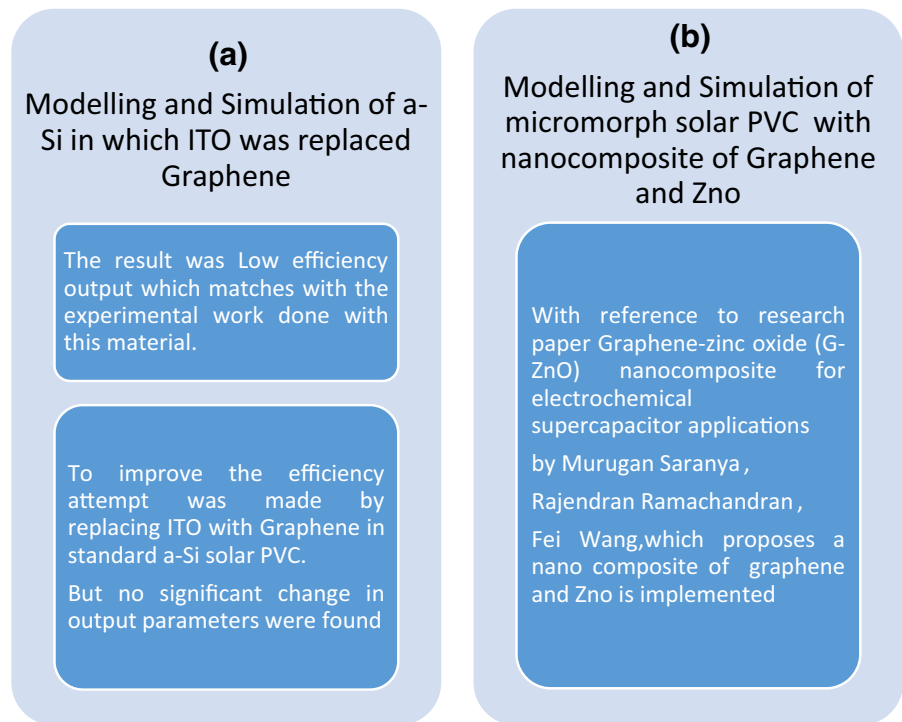 (a)
Modelling and Simulation of a-
Si in which ITO was replaced
Graphene
The result was Low efficiency
output which matches with the
experimental work done with
this material.
To improve the efficiency
attempt was made by
replacing ITO with Graphene in
standard a-Si solar PVC.
But no significant change in
output parameters were found
(b)
Modelling and Simulation of
micromorph solar PVC with
nanocomposite of Graphene
and Zno
With reference to research
paper Graphene-zinc oxide (G-
ZnO) nanocomposite for
electrochemical
supercapacitor applications
by Murugan Saranya ,
Rajendran Ramachandran ,
Fei Wang,which proposes a
nano composite of graphene
and Zno is implemented